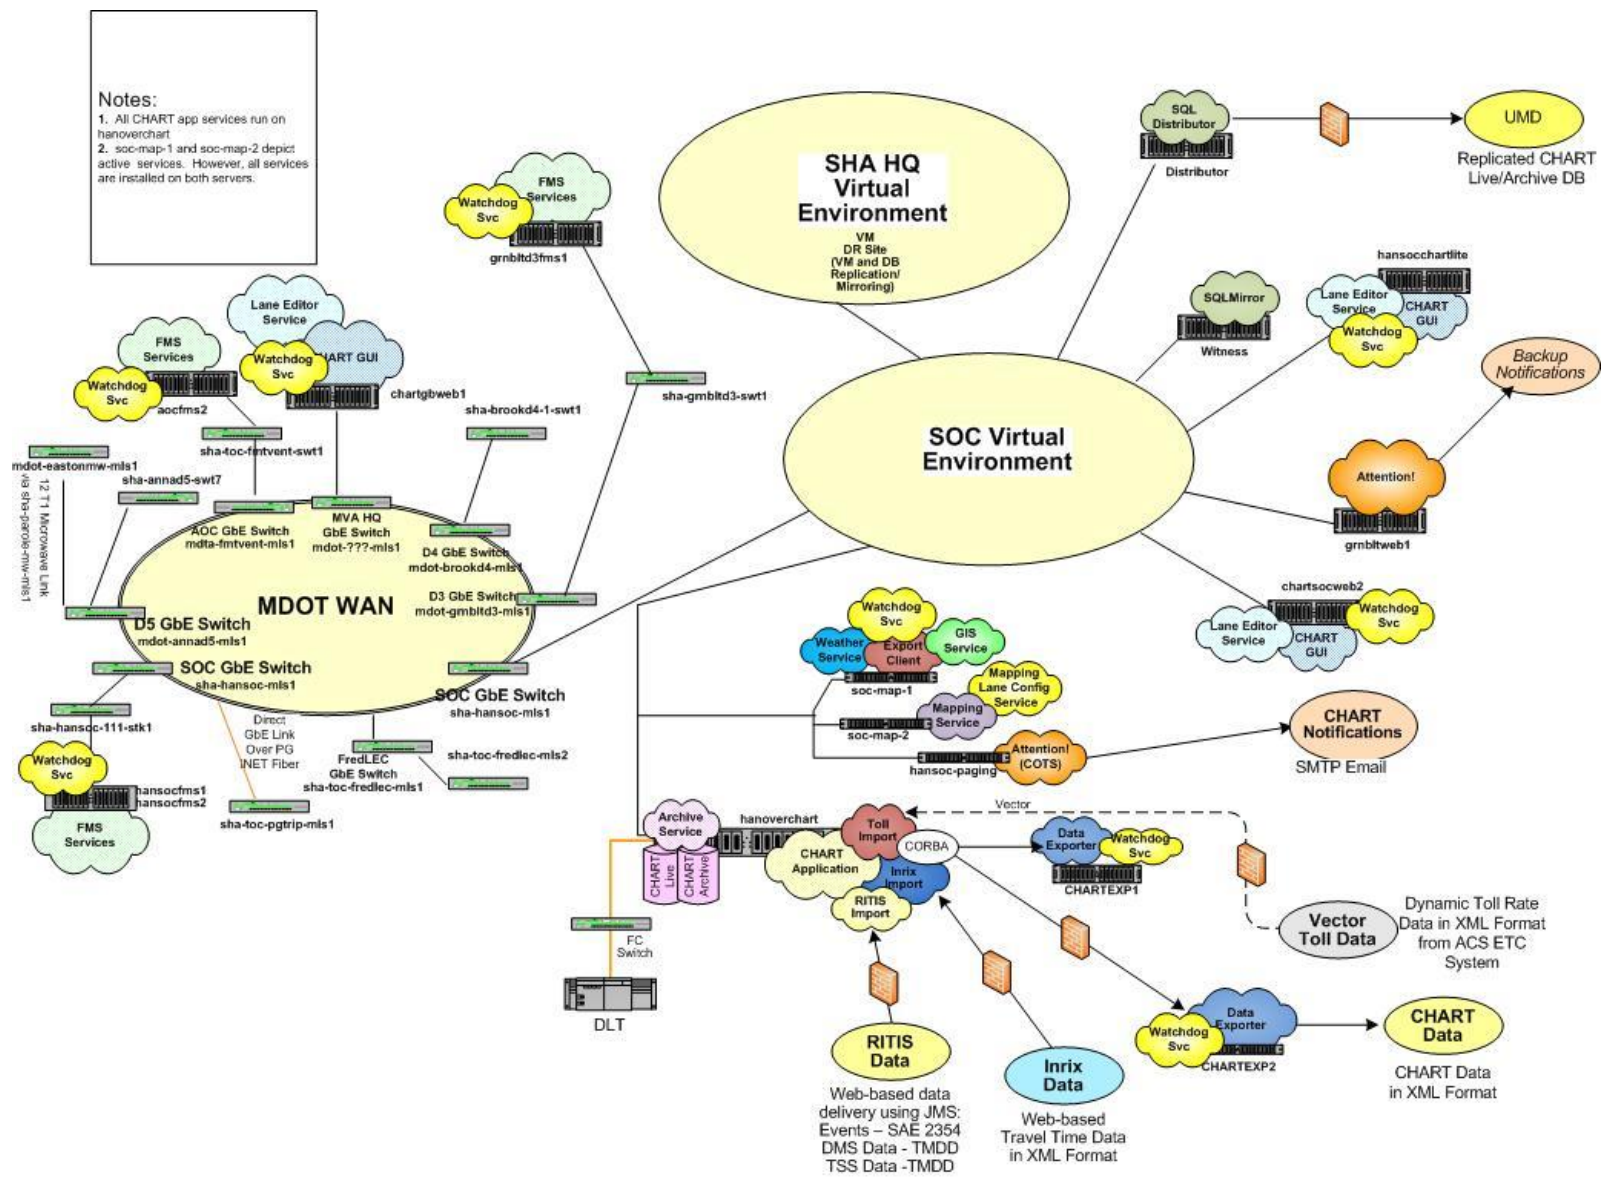 Notes:
1. All CHART app services run on
hanoverchart
2. soc-map-1 and soc-map-2 depict
active services. However, all services
are installed on both servers.
SHA HQ
Virtual
Environment
VM
DR Site
(VM and DB
Replication/
Mirroring)
SQL
Distributor
Distributor
UMD
Replicated CHART
Live/Archive DB
FMS
Services
Watchdog
Svc
grnbltd3fms1
hansocchartlite
Lane Editor
Service
CHART
GUI
Watchdog
Svc
SQLMirror
Witness
Backup
Notifications
Lane Editor
Service
Watchdog
Svc
HART GUI
chartgbweb1
FMS
Services
Watchdog
Svc
aocfms2
sha-toc-fmtvent-swt1
sha-brookd4-1-swt1
sha-grnbltd3-swt1
mdot-eastonmw-mls1
12 T1 Microwave Link
via sha-parole-mw-mls1
sha-annad5-swt7
SOC Virtual
Environment
Attention!
grnbltweb1
AOC GbE Switch
mdta-fmtvent-mls1
MVA HQ
GbE Switch
mdot-???-mls1
D4 GbE Switch
mdot-brookd4-mls1
D3 GbE Switch
mdot-grnbltd3-mls1
MDOT WAN
D5 GbE Switch
mdot-annad5-mls1
SOC GbE Switch
sha-hansoc-mls1
SOC GbE Switch
sha-hansoc-mls1
chartsocweb2
Lane Editor
Service
CHART
GUI
Watchdog
Svc
Watchdog
Svc
Weather
Service
Export
Client
GIS
Service
soc-map-1
Mapping
Lane Config
Service
Mapping
Service
soc-map-2
Attention!
(COTS)
hansoc-paging
CHART
Notifications
SMTP Email
sha-hansoc-111-stk1
Watchdog
Svc
hansocfms1
hansocfms2
FMS
Services
Direct
GbE Link
Over PG
INET Fiber
sha-toc-pgtrip-mls1
FredLEC
GbE Switch
sha-toc-fredlec-mls1
sha-toc-fredlec-mls2
Archive
Service
CHART
Live
CHART
Archive
hanoverchart
CHART
Application
Toll
Import
CORBA
Inrix
Import
RITIS
Import
Vector
Data
Exporter
Watchdog
Svc
CHARTEXP1
FC
Switch
DLT
Vector
Toll Data
Dynamic Toll Rate
Data in XML Format
from ACS ETC
System
RITIS
Data
Web-based data
delivery using JMS:
Events – SAE 2354
DMS Data - TMDD
TSS Data -TMDD
Inrix
Data
Web-based
Travel Time Data
in XML Format
Data
Exporter
Watchdog
Svc
CHARTEXP2
CHART
Data
CHART Data
in XML Format